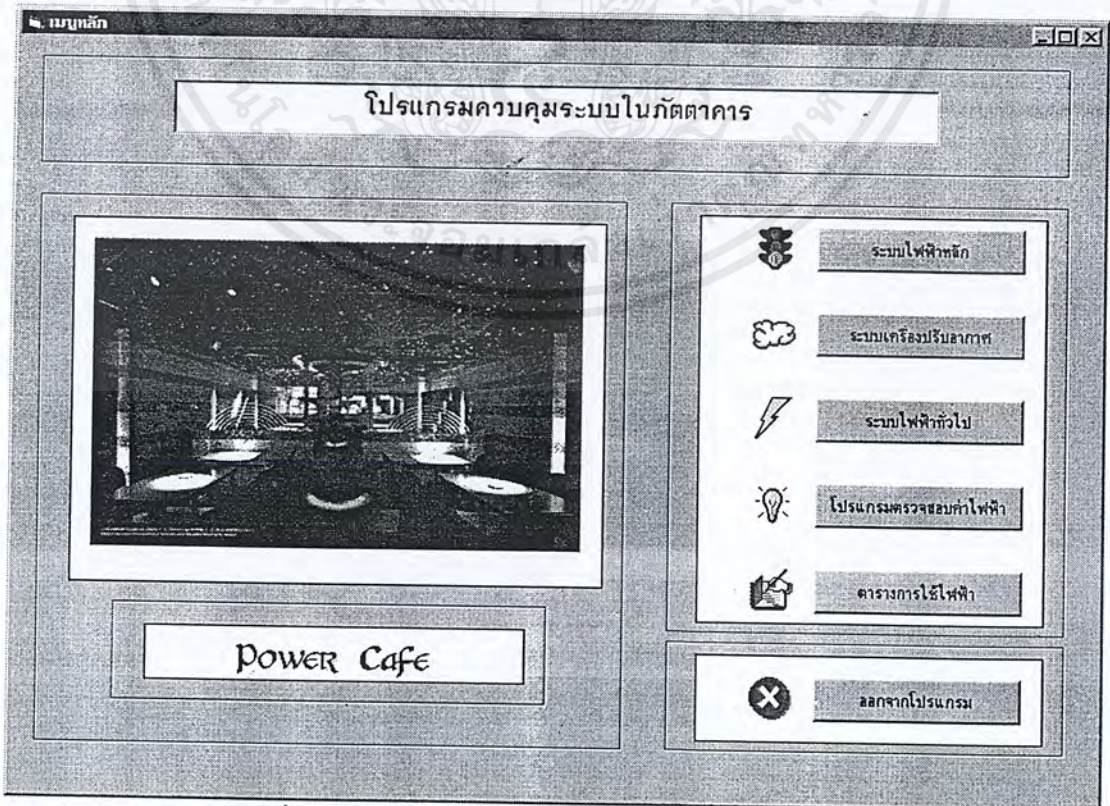 เมนูหลัก
โปรแกรมควบคุมระบบในภัตตาคาร
ระบบไฟฟ้าหลัก
ระบบเครื่องปรับอากาศ
ระบบไฟฟ้าทั่วไป
โปรแกรมตรวจสอบค่าไฟฟ้า
ตารางการใช้ไฟฟ้า
Power Cafe
ออกจากโปรแกรม